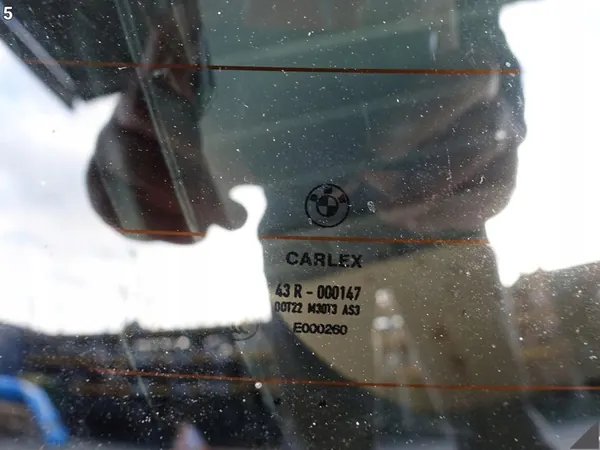 5
CARLEX
43 R - 000147
DOT22 M30T3 AS3
E000260